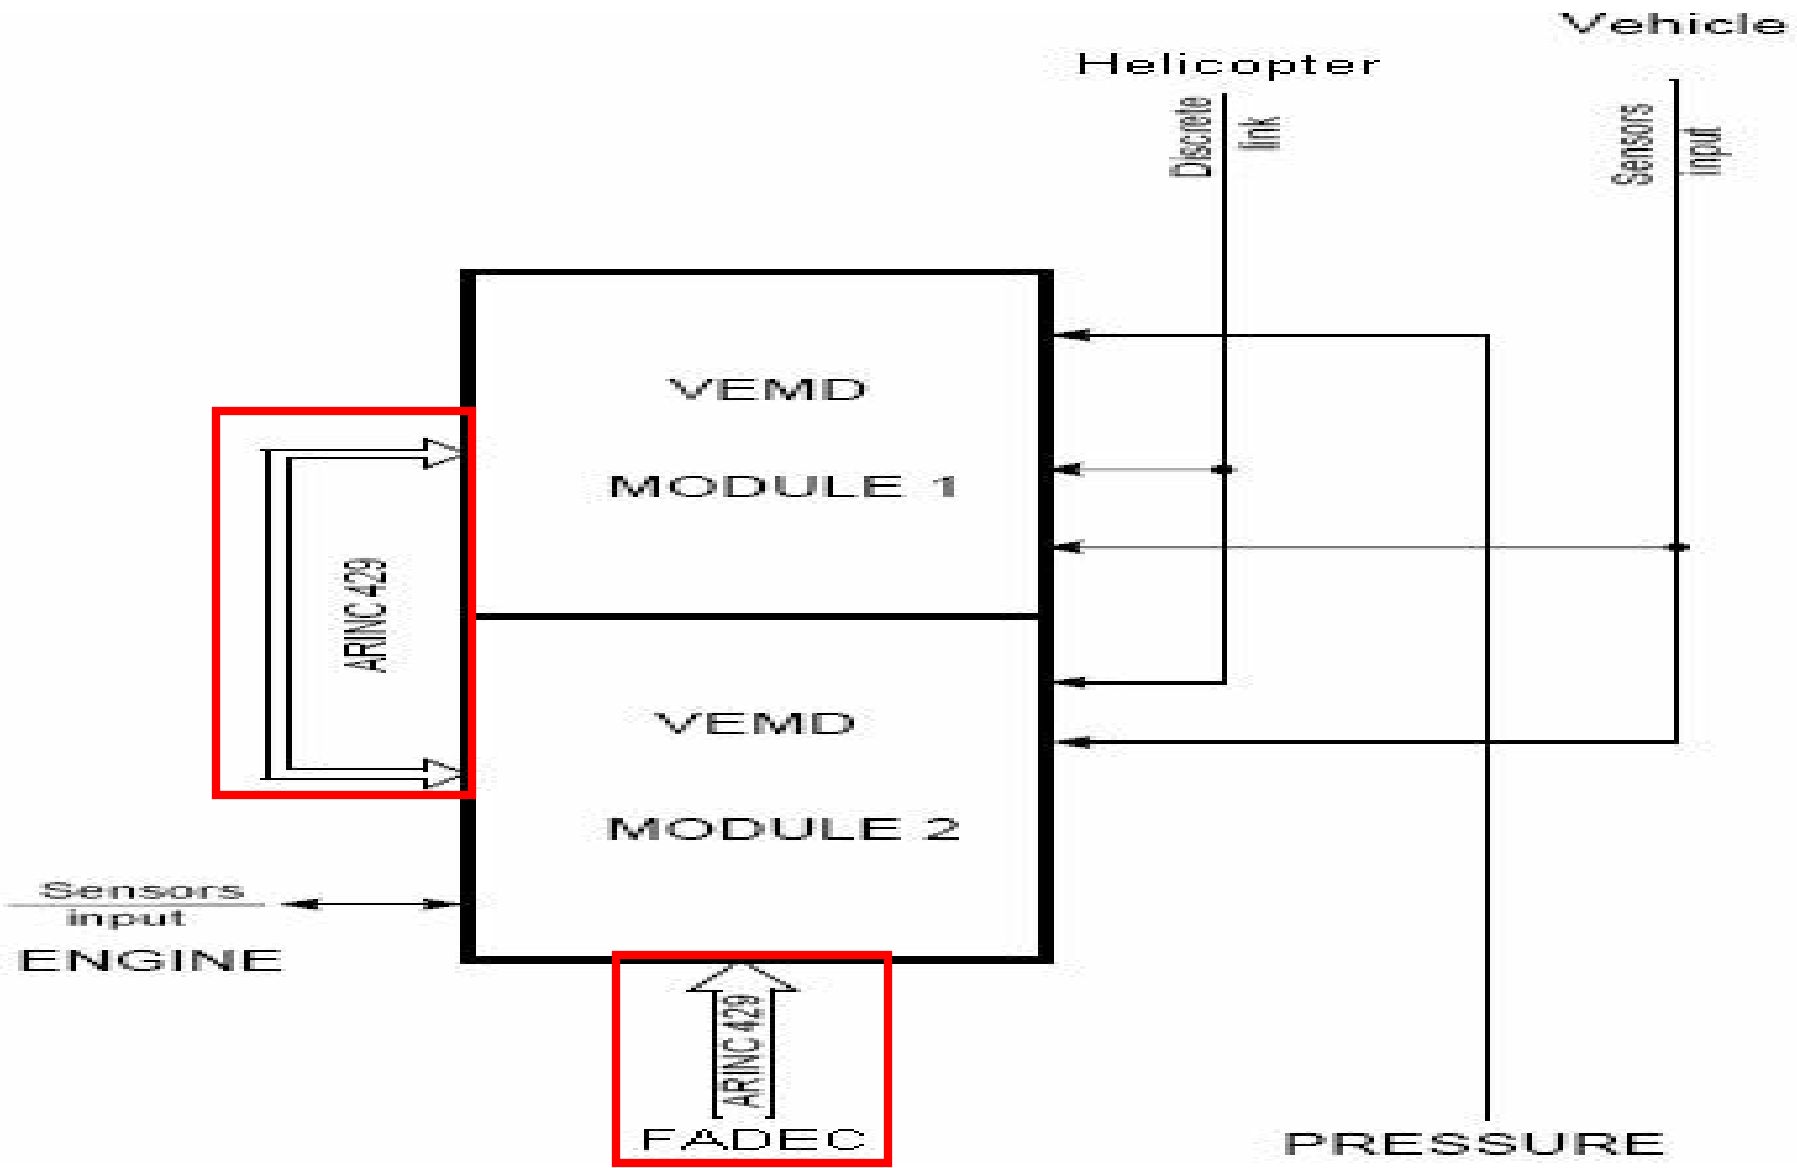 Vehicle
Helicopter
Discrete
link
Sensors
input
VEMD
MODULE 1
ARINC 429
VEMD
MODULE 2
Sensors
input
ENGINE
ARINC 429
FADEC
PRESSURE